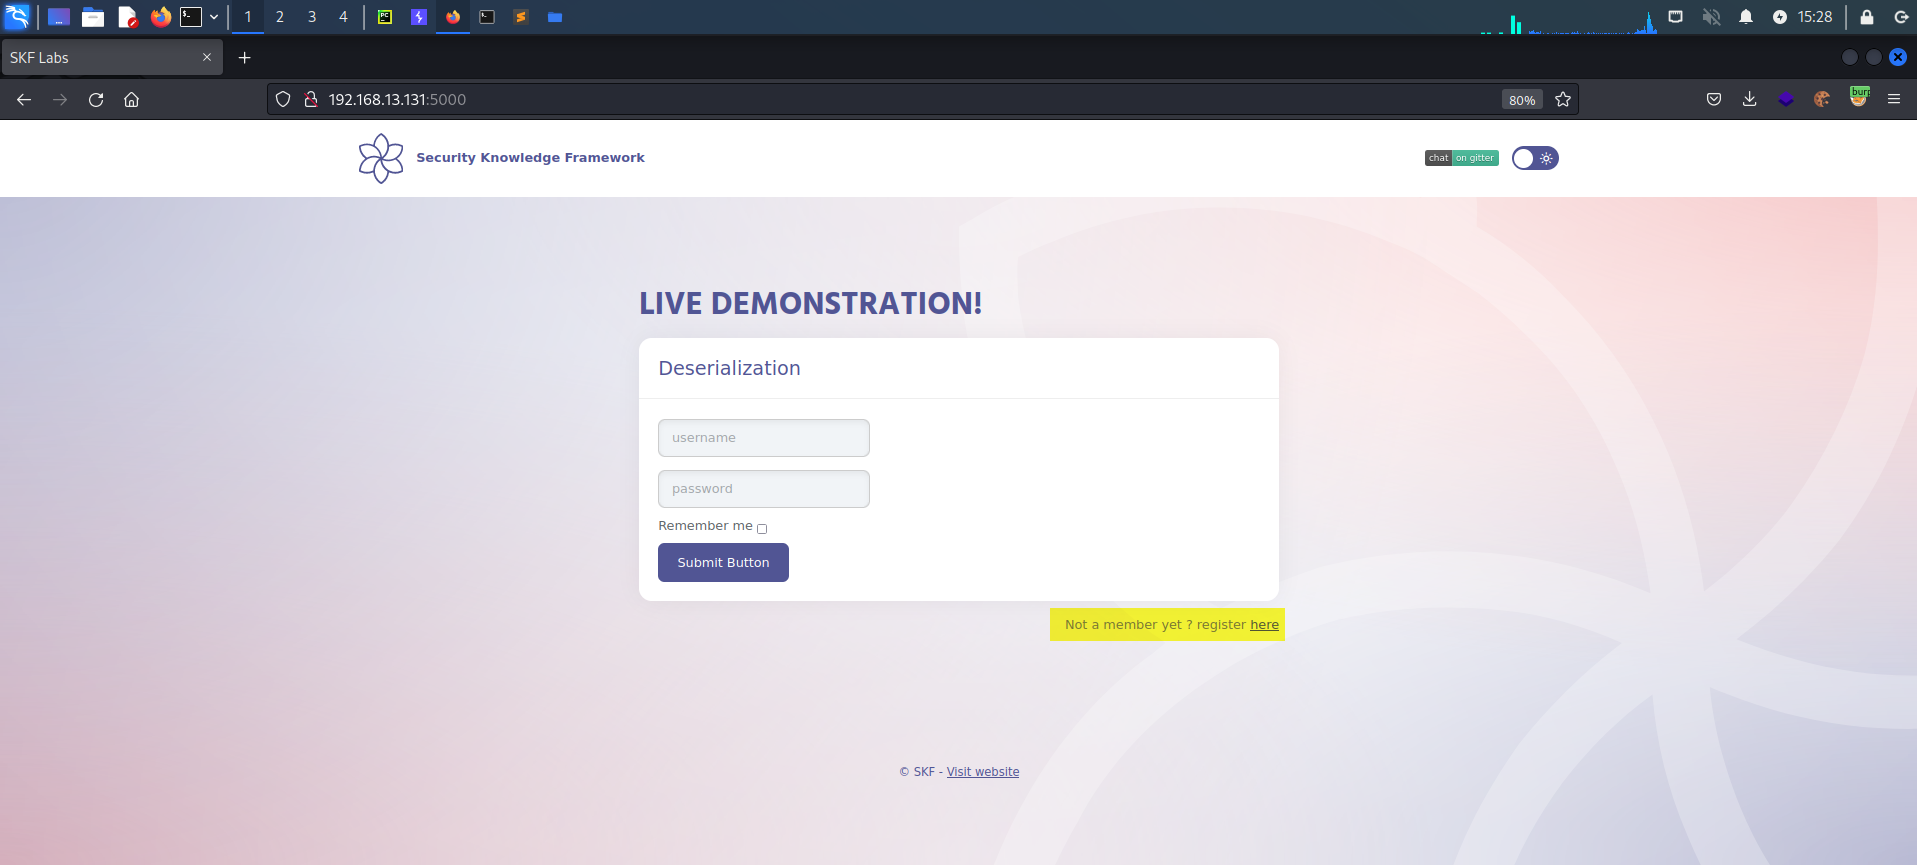 1 2 3 4 15:28
SKF Labs
192.168.13.131:5000 80%
Security Knowledge Framework chat on gitter
LIVE DEMONSTRATION!
Deserialization
username
password
Remember me
Submit Button
Not a member yet ? register here
© SKF - Visit website